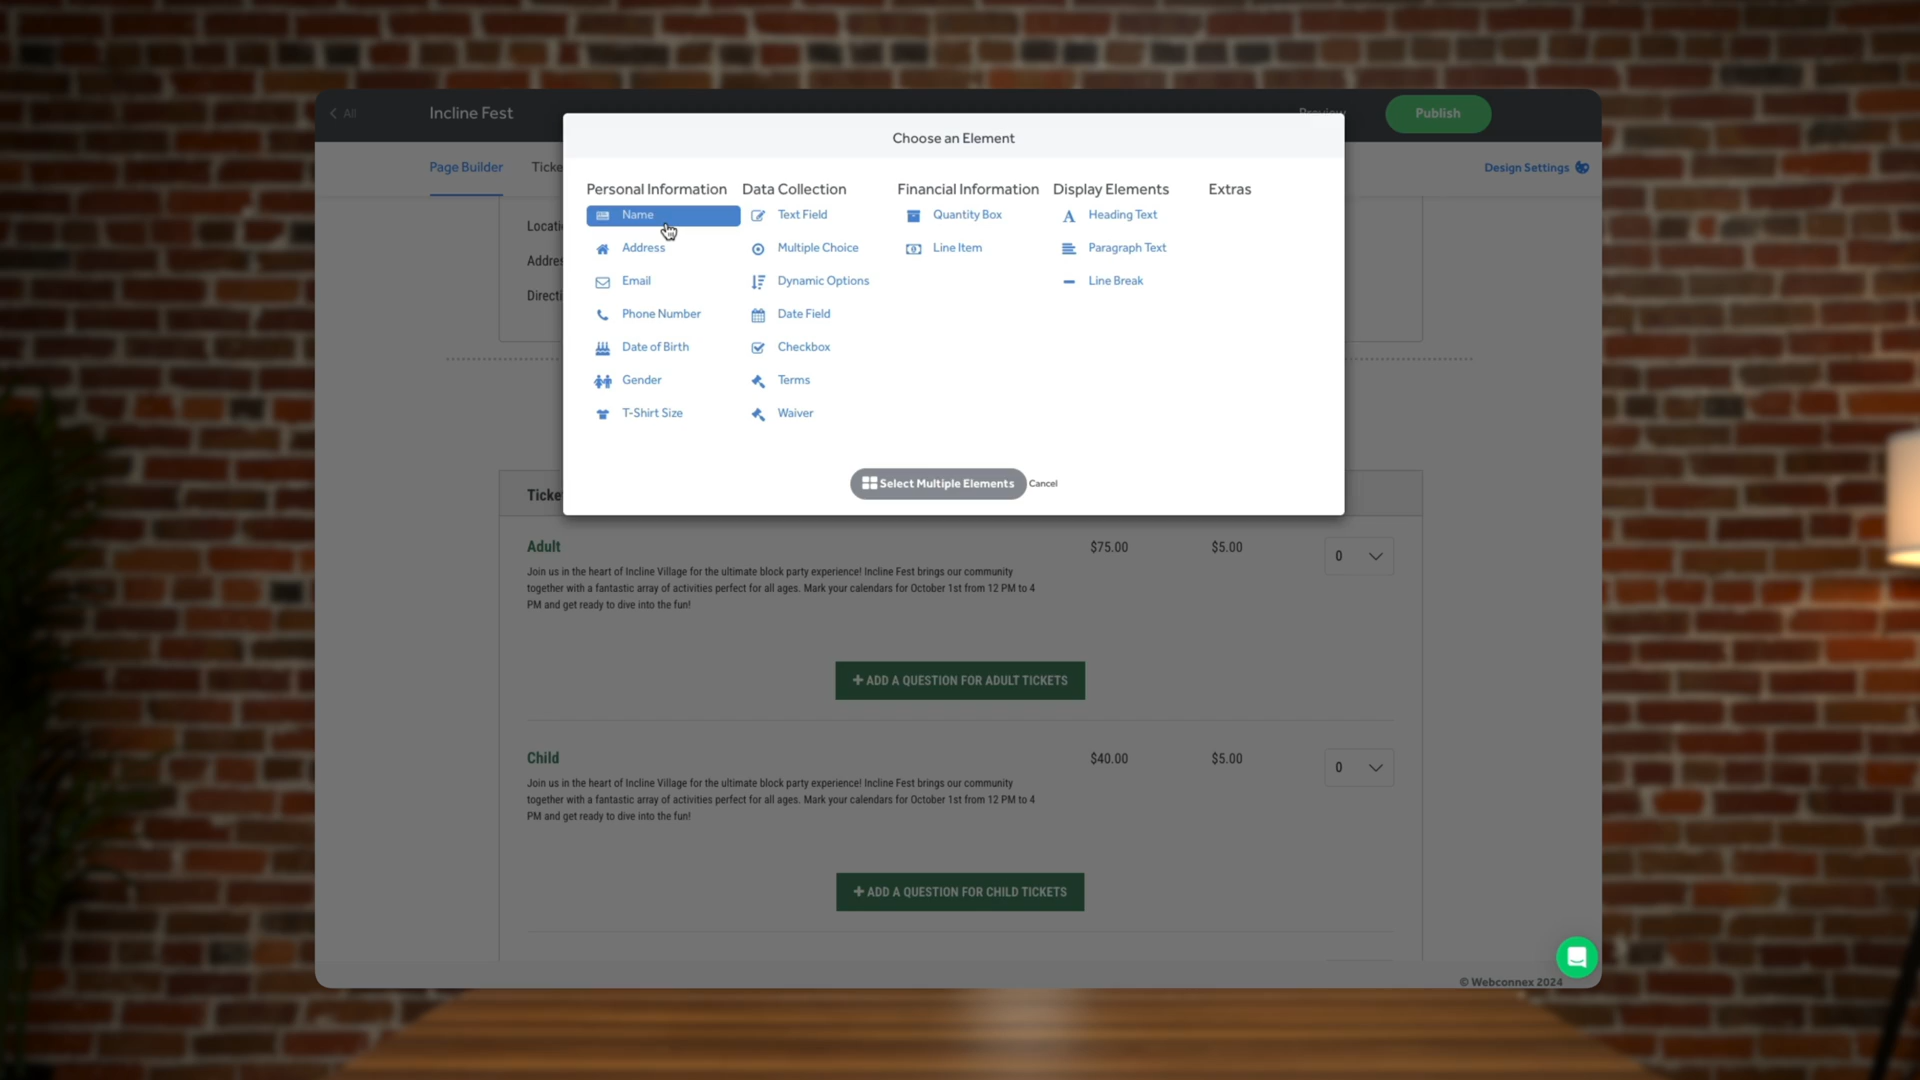 All
Incline Fest
Preview
Publish
Page Builder
Design Settings
Choose an Element
Personal Information
Name
Address
Email
Phone Number
Date of Birth
Gender
T-Shirt Size
Data Collection
Text Field
Multiple Choice
Dynamic Options
Date Field
Checkbox
Terms
Waiver
Financial Information
Quantity Box
Line Item
Display Elements
Heading Text
Paragraph Text
Line Break
Extras
Select Multiple Elements
Cancel
Adult
$75.00
$5.00
0
Join us in the heart of Incline Village for the ultimate block party experience! Incline Fest brings our community
together with a fantastic array of activities perfect for all ages. Mark your calendars for October 1st from 12 PM to 4
PM and get ready to dive into the fun!
+ ADD A QUESTION FOR ADULT TICKETS
Child
$40.00
$5.00
0
Join us in the heart of Incline Village for the ultimate block party experience! Incline Fest brings our community
together with a fantastic array of activities perfect for all ages. Mark your calendars for October 1st from 12 PM to 4
PM and get ready to dive into the fun!
+ ADD A QUESTION FOR CHILD TICKETS
© Webconnex 2024